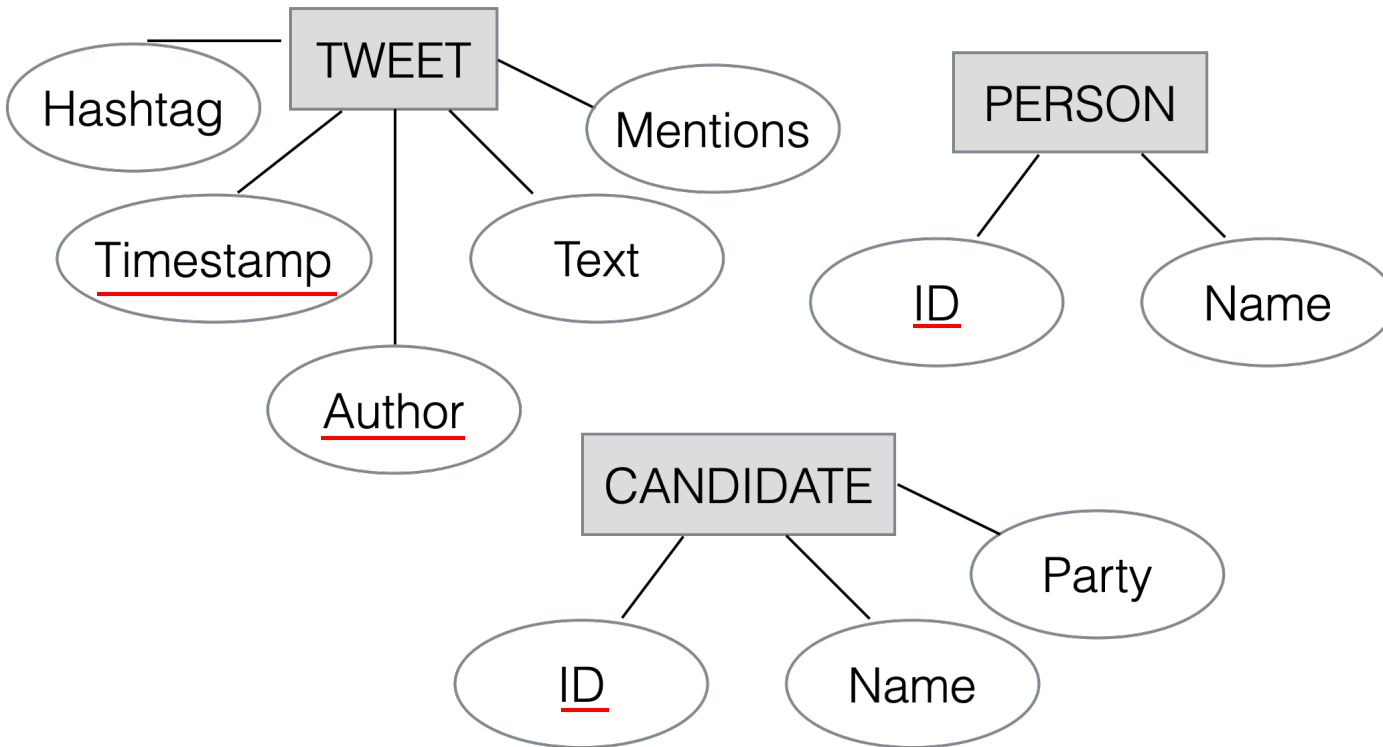 TWEET
Hashtag
Mentions
Timestamp
Text
Author
PERSON
ID
Name
CANDIDATE
Party
ID
Name